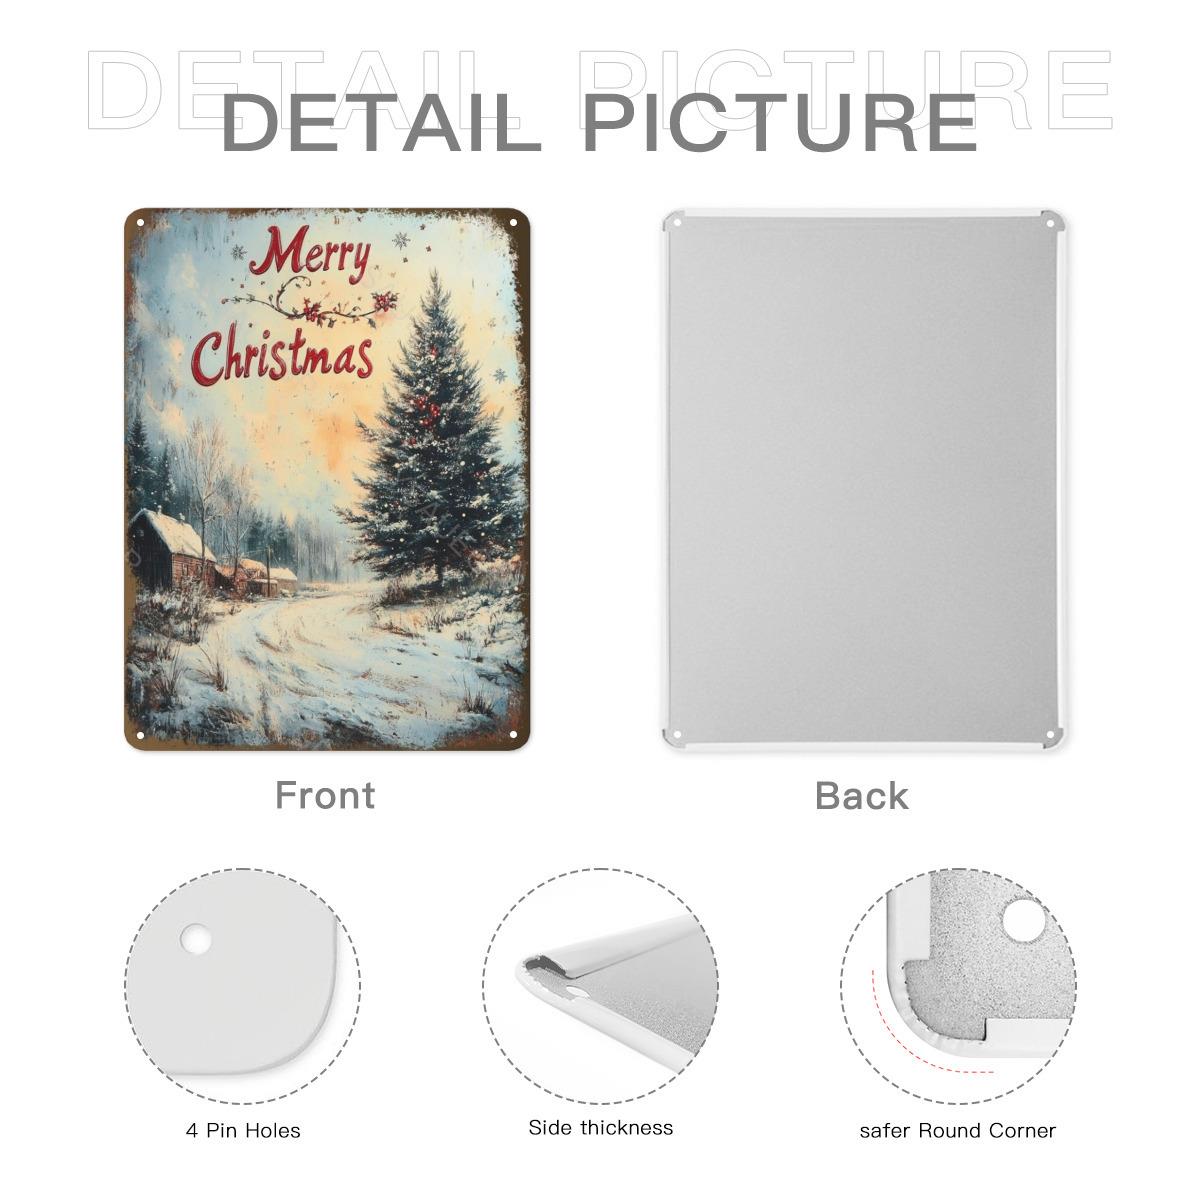 DETAIL PICTURE
DETAIL PICTURE
Merry
Christmas
Front
Back
4 Pin Holes
Side thickness
safer Round Corner